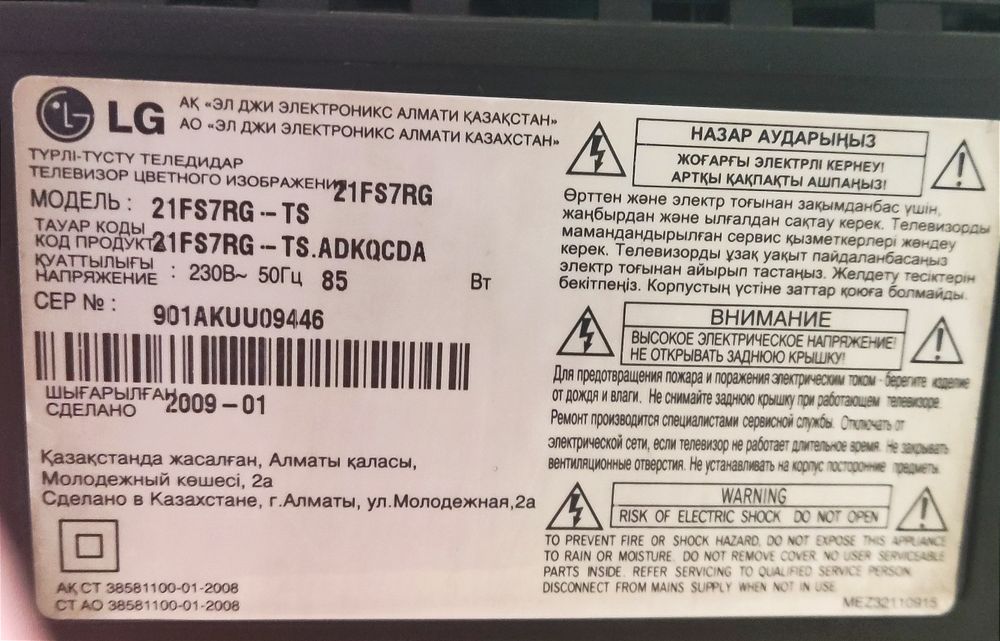 LG
АҚ «ЭЛ ДЖИ ЭЛЕКТРОНИКС АЛМАТИ ҚАЗАҚСТАН»
АО «ЭЛ ДЖИ ЭЛЕКТРОНИКС АЛМАТИ КАЗАХСТАН»
ТҮРЛІ-ТҮСТУ ТЕЛЕДИДАР
ТЕЛЕВИЗОР ЦВЕТНОГО ИЗОБРАЖЕНИ 21FS7RG
МОДЕЛЬ : 21FS7RG--TS
ТАУАР КОДЫ
КОД ПРОДУКТ 21FS7RG--TS.ADKQCDA
ҚУАТТЫЛЫҒЫ
НАПРЯЖЕНИЕ : 230В~ 50Гц 85 Вт
СЕР № : 901AKUU09446
ШЫҒАРЫЛҒАН
СДЕЛАНО 2009-01
Қазақстанда жасалған, Алматы қаласы,
Молодежный көшесі, 2а
Сделано в Казахстане, г.Алматы, ул.Молодежная,2а
АҚ СТ 38581100-01-2008
СТ АО 38581100-01-2008
НАЗАР АУДАРЫҢЫЗ
ЖОҒАРҒЫ ЭЛЕКТРЛІ КЕРНЕУ!
АРТҚЫ ҚАҚПАҚТЫ АШПАҢЫЗ!
Өрттен және электр тоғынан зақымданбас үшін,
жаңбырдан және ылғалдан сақтау керек. Телевизорды
мамандандырылған сервис қызметкерлері жөндеу
керек. Телевизорды ұзақ уақыт пайдаланбасаңыз
электр тоғынан айырып тастаңыз. Желдету тесіктерін
бекітпеңіз. Корпустың үстіне заттар қоюға болмайды.
ВНИМАНИЕ
ВЫСОКОЕ ЭЛЕКТРИЧЕСКОЕ НАПРЯЖЕНИЕ!
НЕ ОТКРЫВАТЬ ЗАДНЮЮ КРЫШКУ!
Для предотвращения пожара и поражения электрическим током - берегите изделие
от дождя и влаги. Не снимайте заднюю крышку при работающем телевизоре.
Ремонт производится специалистами сервисной службы. Отключать от
электрической сети, если телевизор не работает длительное время. Не закрывать
вентиляционные отверстия. Не устанавливать на корпус посторонние предметы.
WARNING
RISK OF ELECTRIC SHOCK DO NOT OPEN
TO PREVENT FIRE OR SHOCK HAZARD, DO NOT EXPOSE THIS APPLIANCE
TO RAIN OR MOISTURE. DO NOT REMOVE COVER. NO USER SERVICEABLE
PARTS INSIDE. REFER SERVICING TO QUALIFIED SERVICE PERSON.
DISCONNECT FROM MAINS SUPPLY WHEN NOT IN USE
MEZ32110915